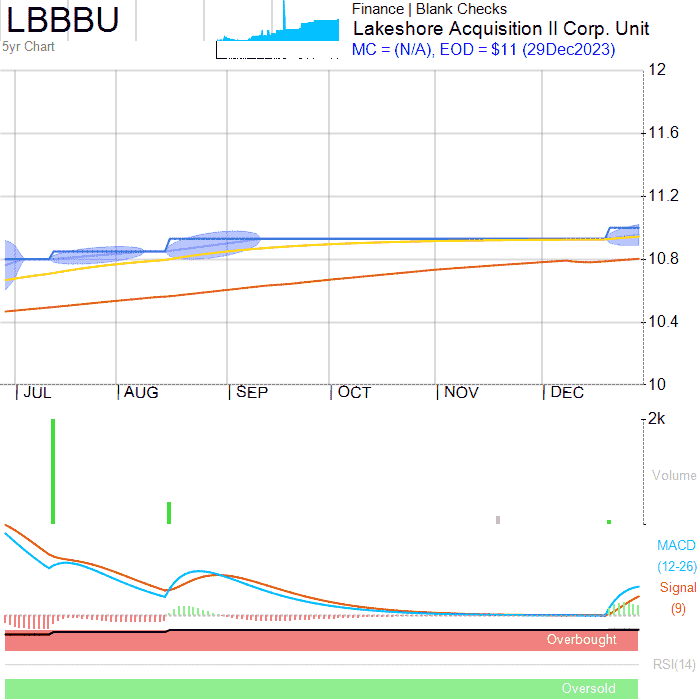 LBBBU
5yr Chart
Finance | Blank Checks
Lakeshore Acquisition II Corp. Unit
MC = (N/A), EOD = $11 (29Dec2023)
12
11.6
11.2
10.8
10.4
10
JUL AUG SEP OCT NOV DEC
2k
Volume
MACD
(12-26)
Signal
(9)
Overbought
RSI(14)
Oversold